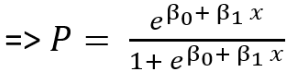 => P = e^(β₀ + β₁ x) / (1 + e^(β₀ + β₁ x))